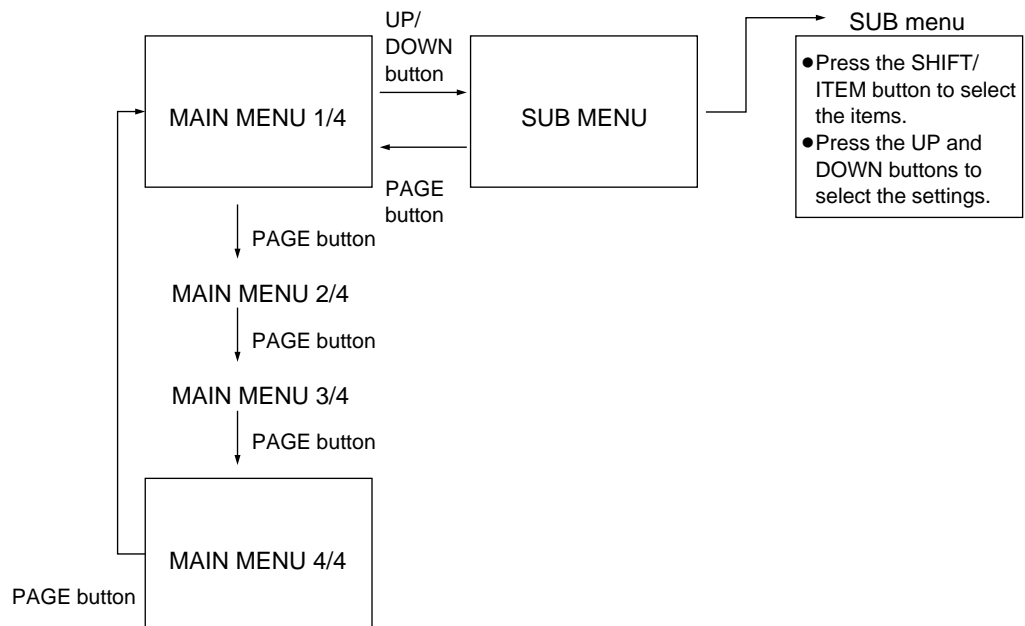 UP/
DOWN
button
SUB menu
MAIN MENU 1/4
SUB MENU
●Press the SHIFT/
ITEM button to select
the items.
●Press the UP and
DOWN buttons to
select the settings.
PAGE
button
PAGE button
MAIN MENU 2/4
PAGE button
MAIN MENU 3/4
PAGE button
MAIN MENU 4/4
PAGE button